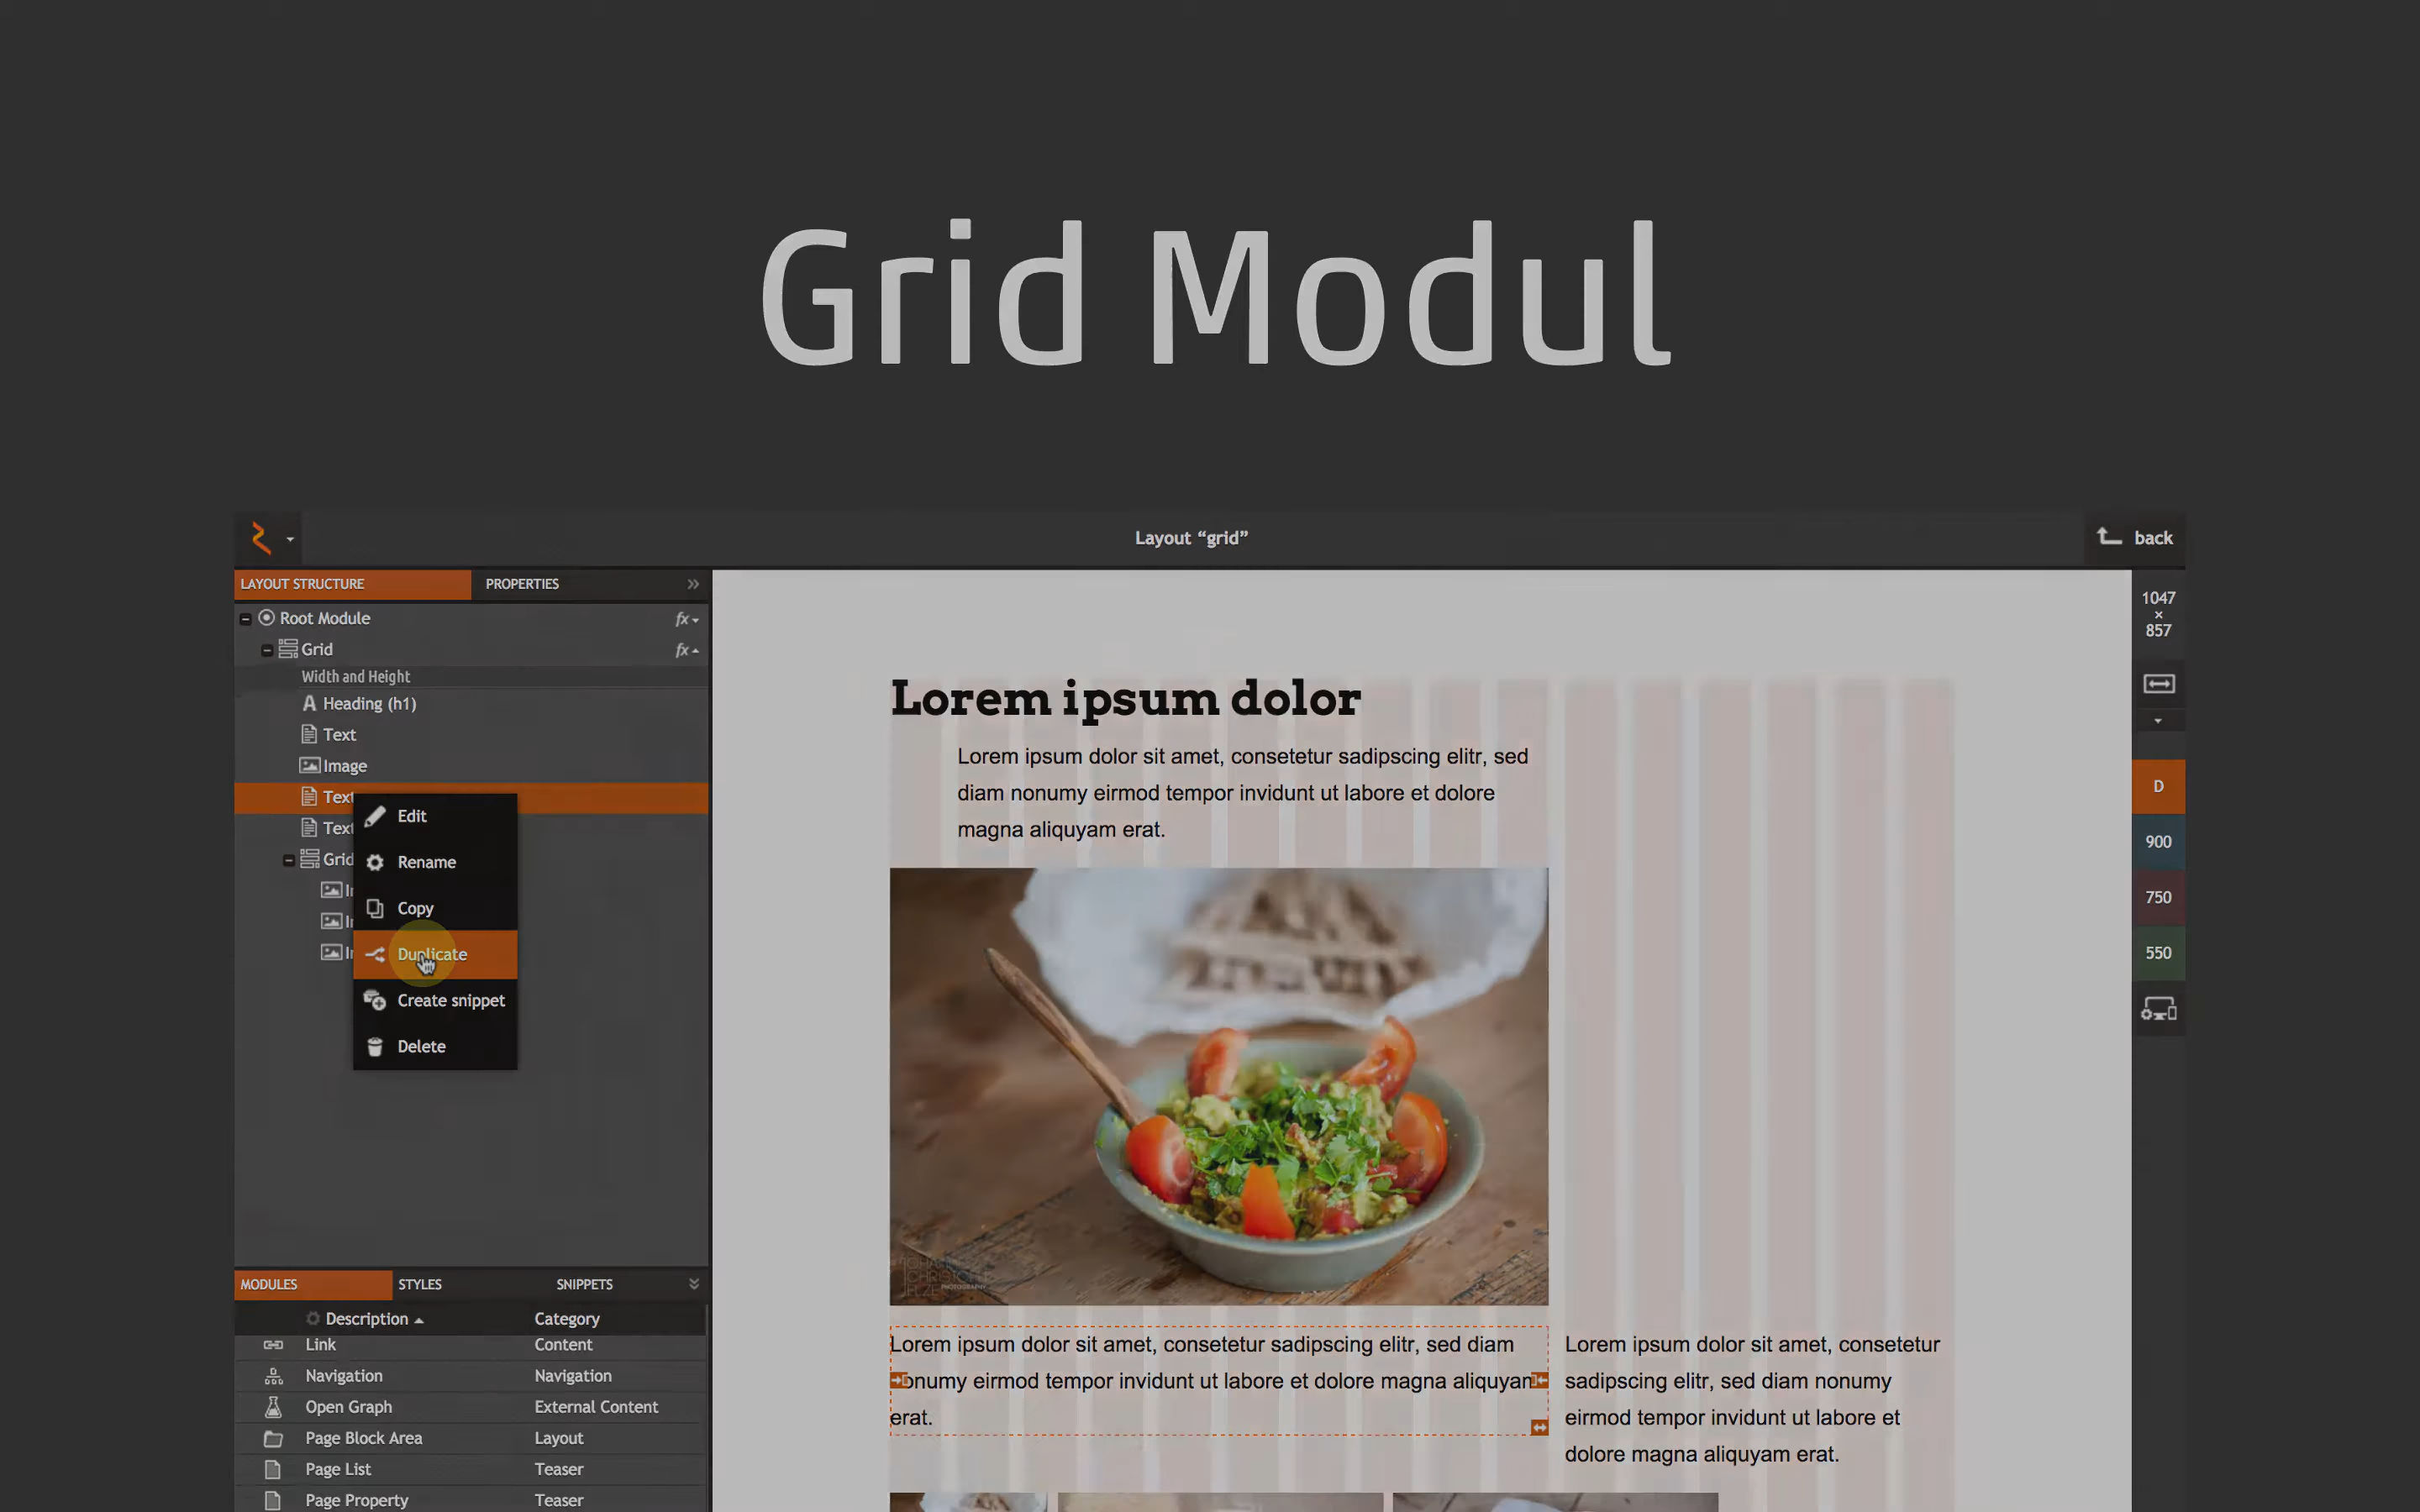 Grid Modul
Layout “grid”
back
LAYOUT STRUCTURE
PROPERTIES
Root Module
fx
Grid
fx
Width and Height
Heading (h1)
Text
Image
Text
Text
Grid
Edit
Rename
Copy
Duplicate
Create snippet
Delete
MODULES
STYLES
SNIPPETS
Description
Category
Link
Content
Navigation
Navigation
Open Graph
External Content
Page Block Area
Layout
Page List
Teaser
Page Property
Teaser
Lorem ipsum dolor
Lorem ipsum dolor sit amet, consetetur sadipscing elitr, sed
diam nonumy eirmod tempor invidunt ut labore et dolore
magna aliquyam erat.
Lorem ipsum dolor sit amet, consetetur sadipscing elitr, sed diam
onumy eirmod tempor invidunt ut labore et dolore magna aliquyam
erat.
Lorem ipsum dolor sit amet, consetetur
sadipscing elitr, sed diam nonumy
eirmod tempor invidunt ut labore et
dolore magna aliquyam erat.
1047
×
857
D
900
750
550